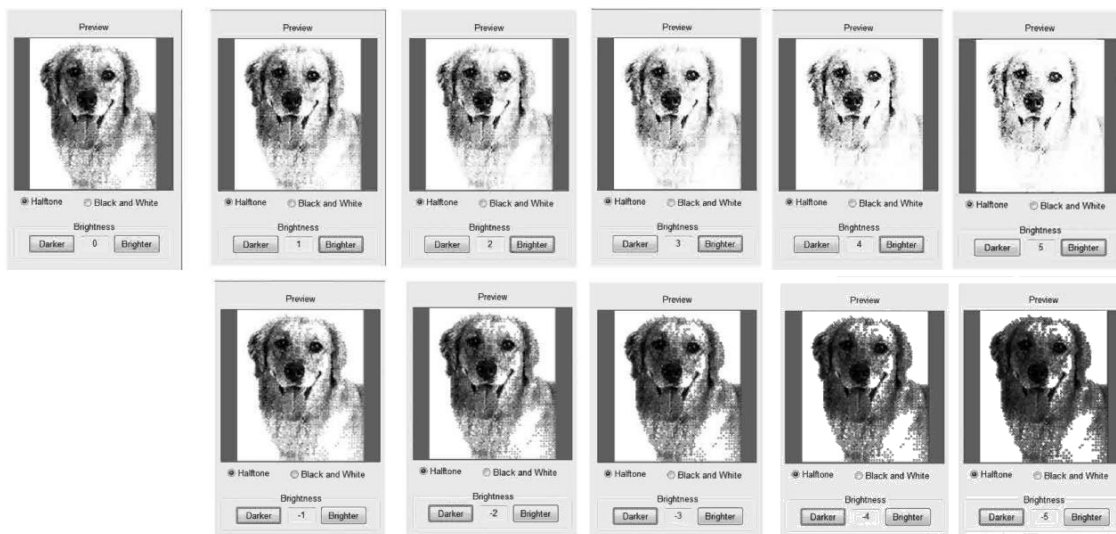 Preview
Halftone Black and White
Brightness
Darker 0 Brighter
Preview
Halftone Black and White
Brightness
Darker 1 Brighter
Preview
Halftone Black and White
Brightness
Darker 2 Brighter
Preview
Halftone Black and White
Brightness
Darker 3 Brighter
Preview
Halftone Black and White
Brightness
Darker 4 Brighter
Preview
Halftone Black and White
Brightness
Darker 5 Brighter
Preview
Halftone Black and White
Brightness
Darker -1 Brighter
Preview
Halftone Black and White
Brightness
Darker -2 Brighter
Preview
Halftone Black and White
Brightness
Darker -3 Brighter
Preview
Halftone Black and White
Brightness
Darker -4 Brighter
Preview
Halftone Black and White
Brightness
Darker -5 Brighter